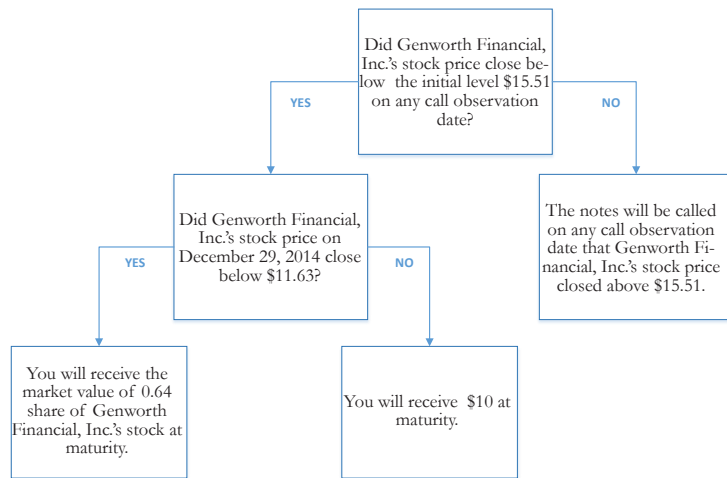 Did Genworth Financial,
Inc.'s stock price close be-
low the initial level $15.51
on any call observation
date?
YES
NO
Did Genworth Financial,
Inc.'s stock price on
December 29, 2014 close
below $11.63?
The notes will be called
on any call observation
date that Genworth Fi-
nancial, Inc.'s stock price
closed above $15.51.
YES
NO
You will receive the
market value of 0.64
share of Genworth
Financial, Inc.'s stock at
maturity.
You will receive $10 at
maturity.